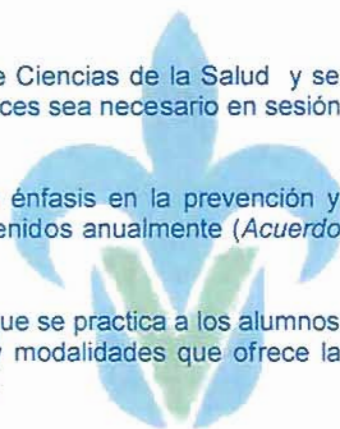 e Ciencias de la Salud y se
ces sea necesario en sesión
énfasis en la prevención y
enidos anualmente (Acuerdo
que se practica a los alumnos
y modalidades que ofrece la